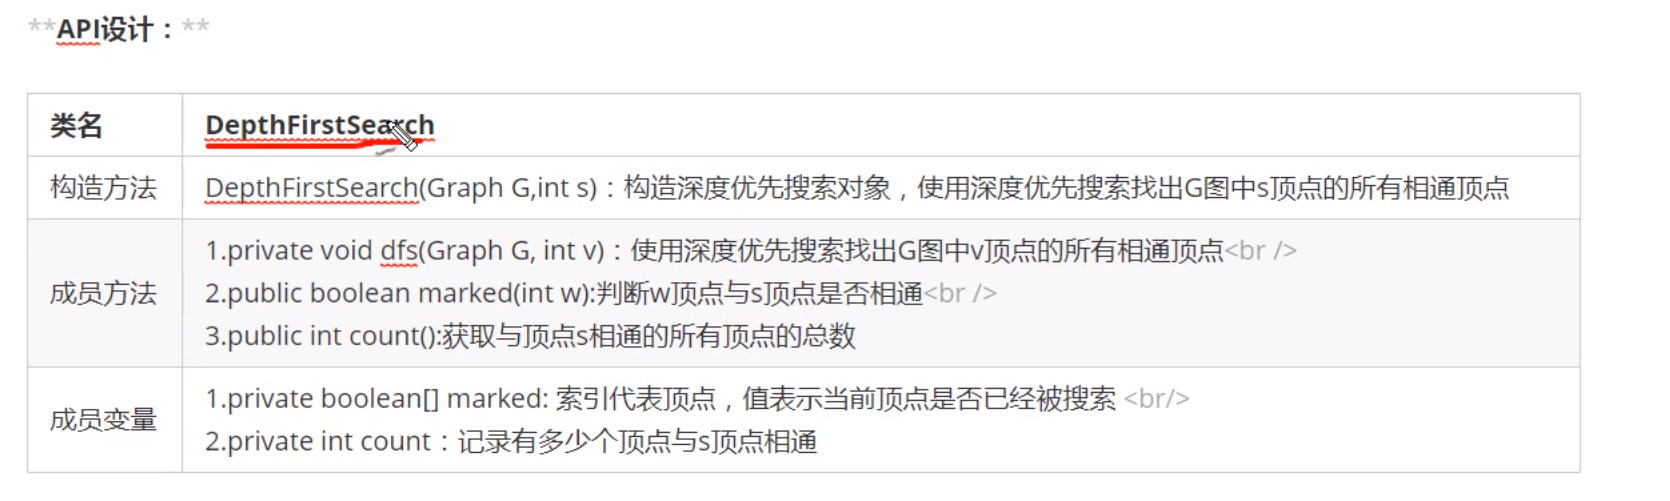 **API设计：**
类名
DepthFirstSearch
构造方法
DepthFirstSearch(Graph G,int s)：构造深度优先搜索对象，使用深度优先搜索找出G图中s顶点的所有相通顶点
成员方法
1.private void dfs(Graph G, int v)：使用深度优先搜索找出G图中v顶点的所有相通顶点<br />
2.public boolean marked(int w):判断w顶点与s顶点是否相通<br />
3.public int count():获取与顶点s相通的所有顶点的总数
成员变量
1.private boolean[] marked: 索引代表顶点，值表示当前顶点是否已经被搜索 <br/>
2.private int count：记录有多少个顶点与s顶点相通